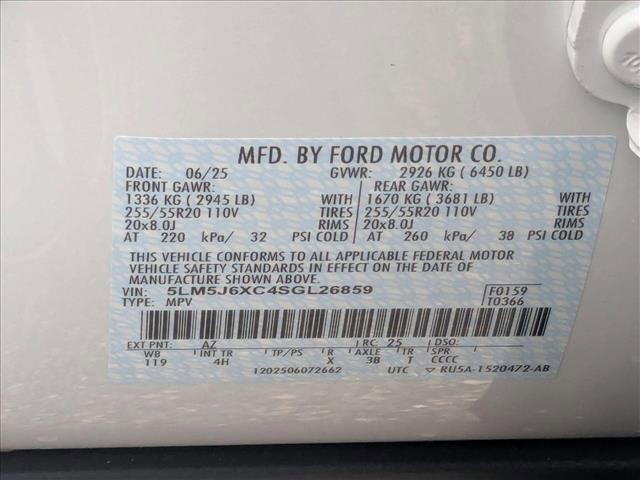 MFD. BY FORD MOTOR CO.
DATE: 06/25 GVWR: 2926 KG ( 6450 LB)
FRONT GAWR: REAR GAWR:
1336 KG ( 2945 LB) WITH 1670 KG ( 3681 LB) WITH
255/55R20 110V TIRES 255/55R20 110V TIRES
20x8.0J RIMS 20x8.0J RIMS
AT 220 kPa/ 32 PSI COLD AT 260 kPa/ 38 PSI COLD
THIS VEHICLE CONFORMS TO ALL APPLICABLE FEDERAL MOTOR
VEHICLE SAFETY AND THEFT PREVENTION STANDARDS IN EFFECT ON THE DATE OF
MANUFACTURE SHOWN ABOVE.
VIN: 5LM5J6XC4SGL26859 F0159
TYPE: MPV T0366
EXT PNT: AZ RC: 25 DSO:
WB INT TR TP/PS R AXLE TR SPR
119 4H X 3B T CCCC
1202506072662 UTC ▽ RU5A-1520472-AB